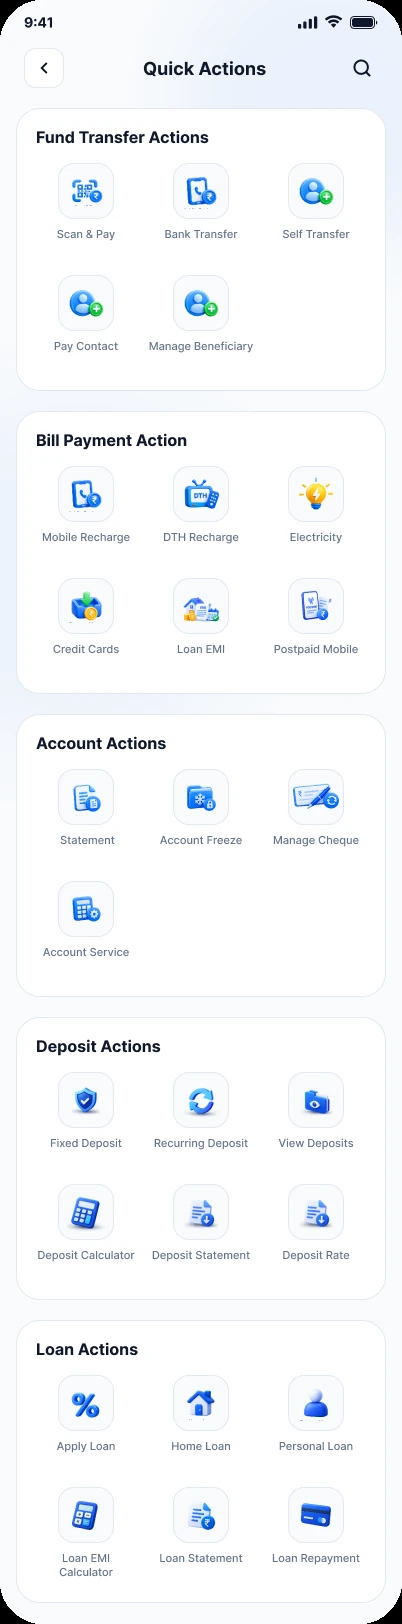 9:41
Quick Actions
Fund Transfer Actions
Scan & Pay
Bank Transfer
Self Transfer
Pay Contact
Manage Beneficiary
Bill Payment Action
Mobile Recharge
DTH
DTH Recharge
Electricity
Credit Cards
Loan EMI
Postpaid Mobile
Account Actions
Statement
Account Freeze
Manage Cheque
Account Service
Deposit Actions
Fixed Deposit
Recurring Deposit
View Deposits
Deposit Calculator
Deposit Statement
Deposit Rate
Loan Actions
Apply Loan
Home Loan
Personal Loan
Loan EMI
Calculator
Loan Statement
Loan Repayment